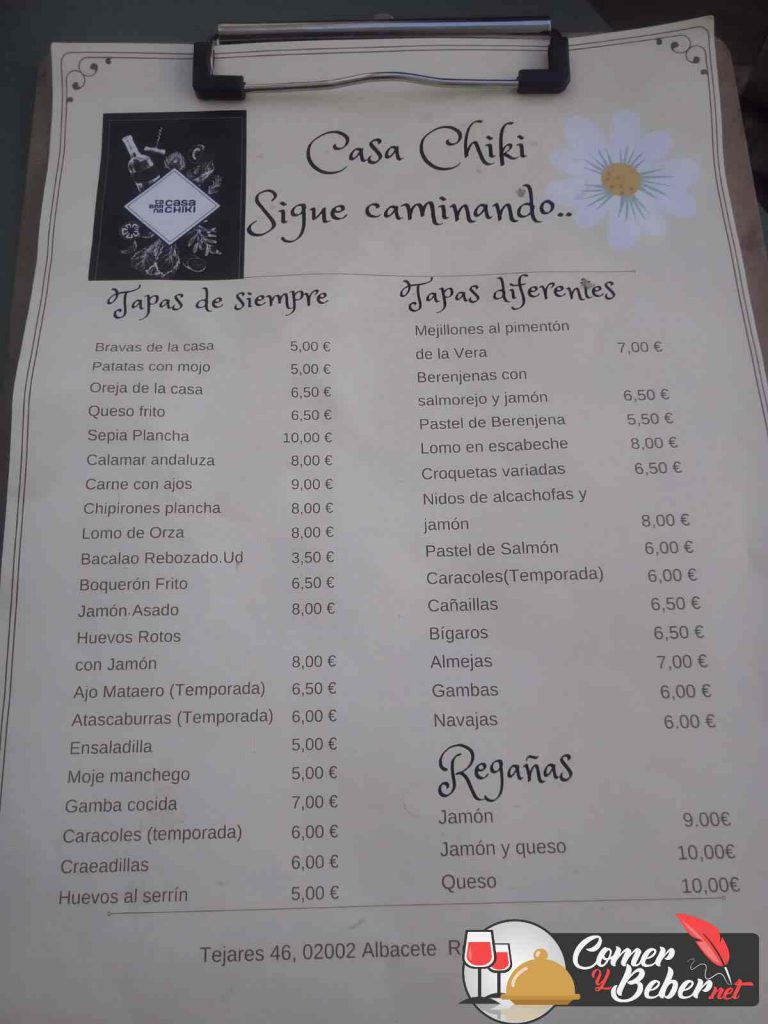 Casa Chiki
Sigue caminando..
CASA
CHIKI
Tapas de siempre
Bravas de la casa 5,00 €
Patatas con mojo 5,00 €
Oreja de la casa 6,50 €
Queso frito 6,50 €
Sepia Plancha 10,00 €
Calamar andaluza 8,00 €
Carne con ajos 9,00 €
Chipirones plancha 8,00 €
Lomo de Orza 8,00 €
Bacalao Rebozado.Ud 3,50 €
Boquerón Frito 6,50 €
Jamón Asado 8,00 €
Huevos Rotos
con Jamón 8,00 €
Ajo Mataero (Temporada) 6,50 €
Atascaburras (Temporada) 6,00 €
Ensaladilla 5,00 €
Moje manchego 5,00 €
Gamba cocida 7,00 €
Caracoles (temporada) 6,00 €
Craeadillas 6,00 €
Huevos al serrín 5,00 €
Tapas diferentes
Mejillones al pimentón
de la Vera 7,00 €
Berenjenas con
salmorejo y jamón 6,50 €
Pastel de Berenjena 5,50 €
Lomo en escabeche 8,00 €
Croquetas variadas 6,50 €
Nidos de alcachofas y
jamón 8,00 €
Pastel de Salmón 6,00 €
Caracoles(Temporada) 6,00 €
Cañaillas 6,50 €
Bígaros 6,50 €
Almejas 7,00 €
Gambas 6,00 €
Navajas 6.00 €
Regañas
Jamón 9.00€
Jamón y queso 10,00€
Queso 10,00€
Tejares 46, 02002 Albacete
Comer
y Beber.net